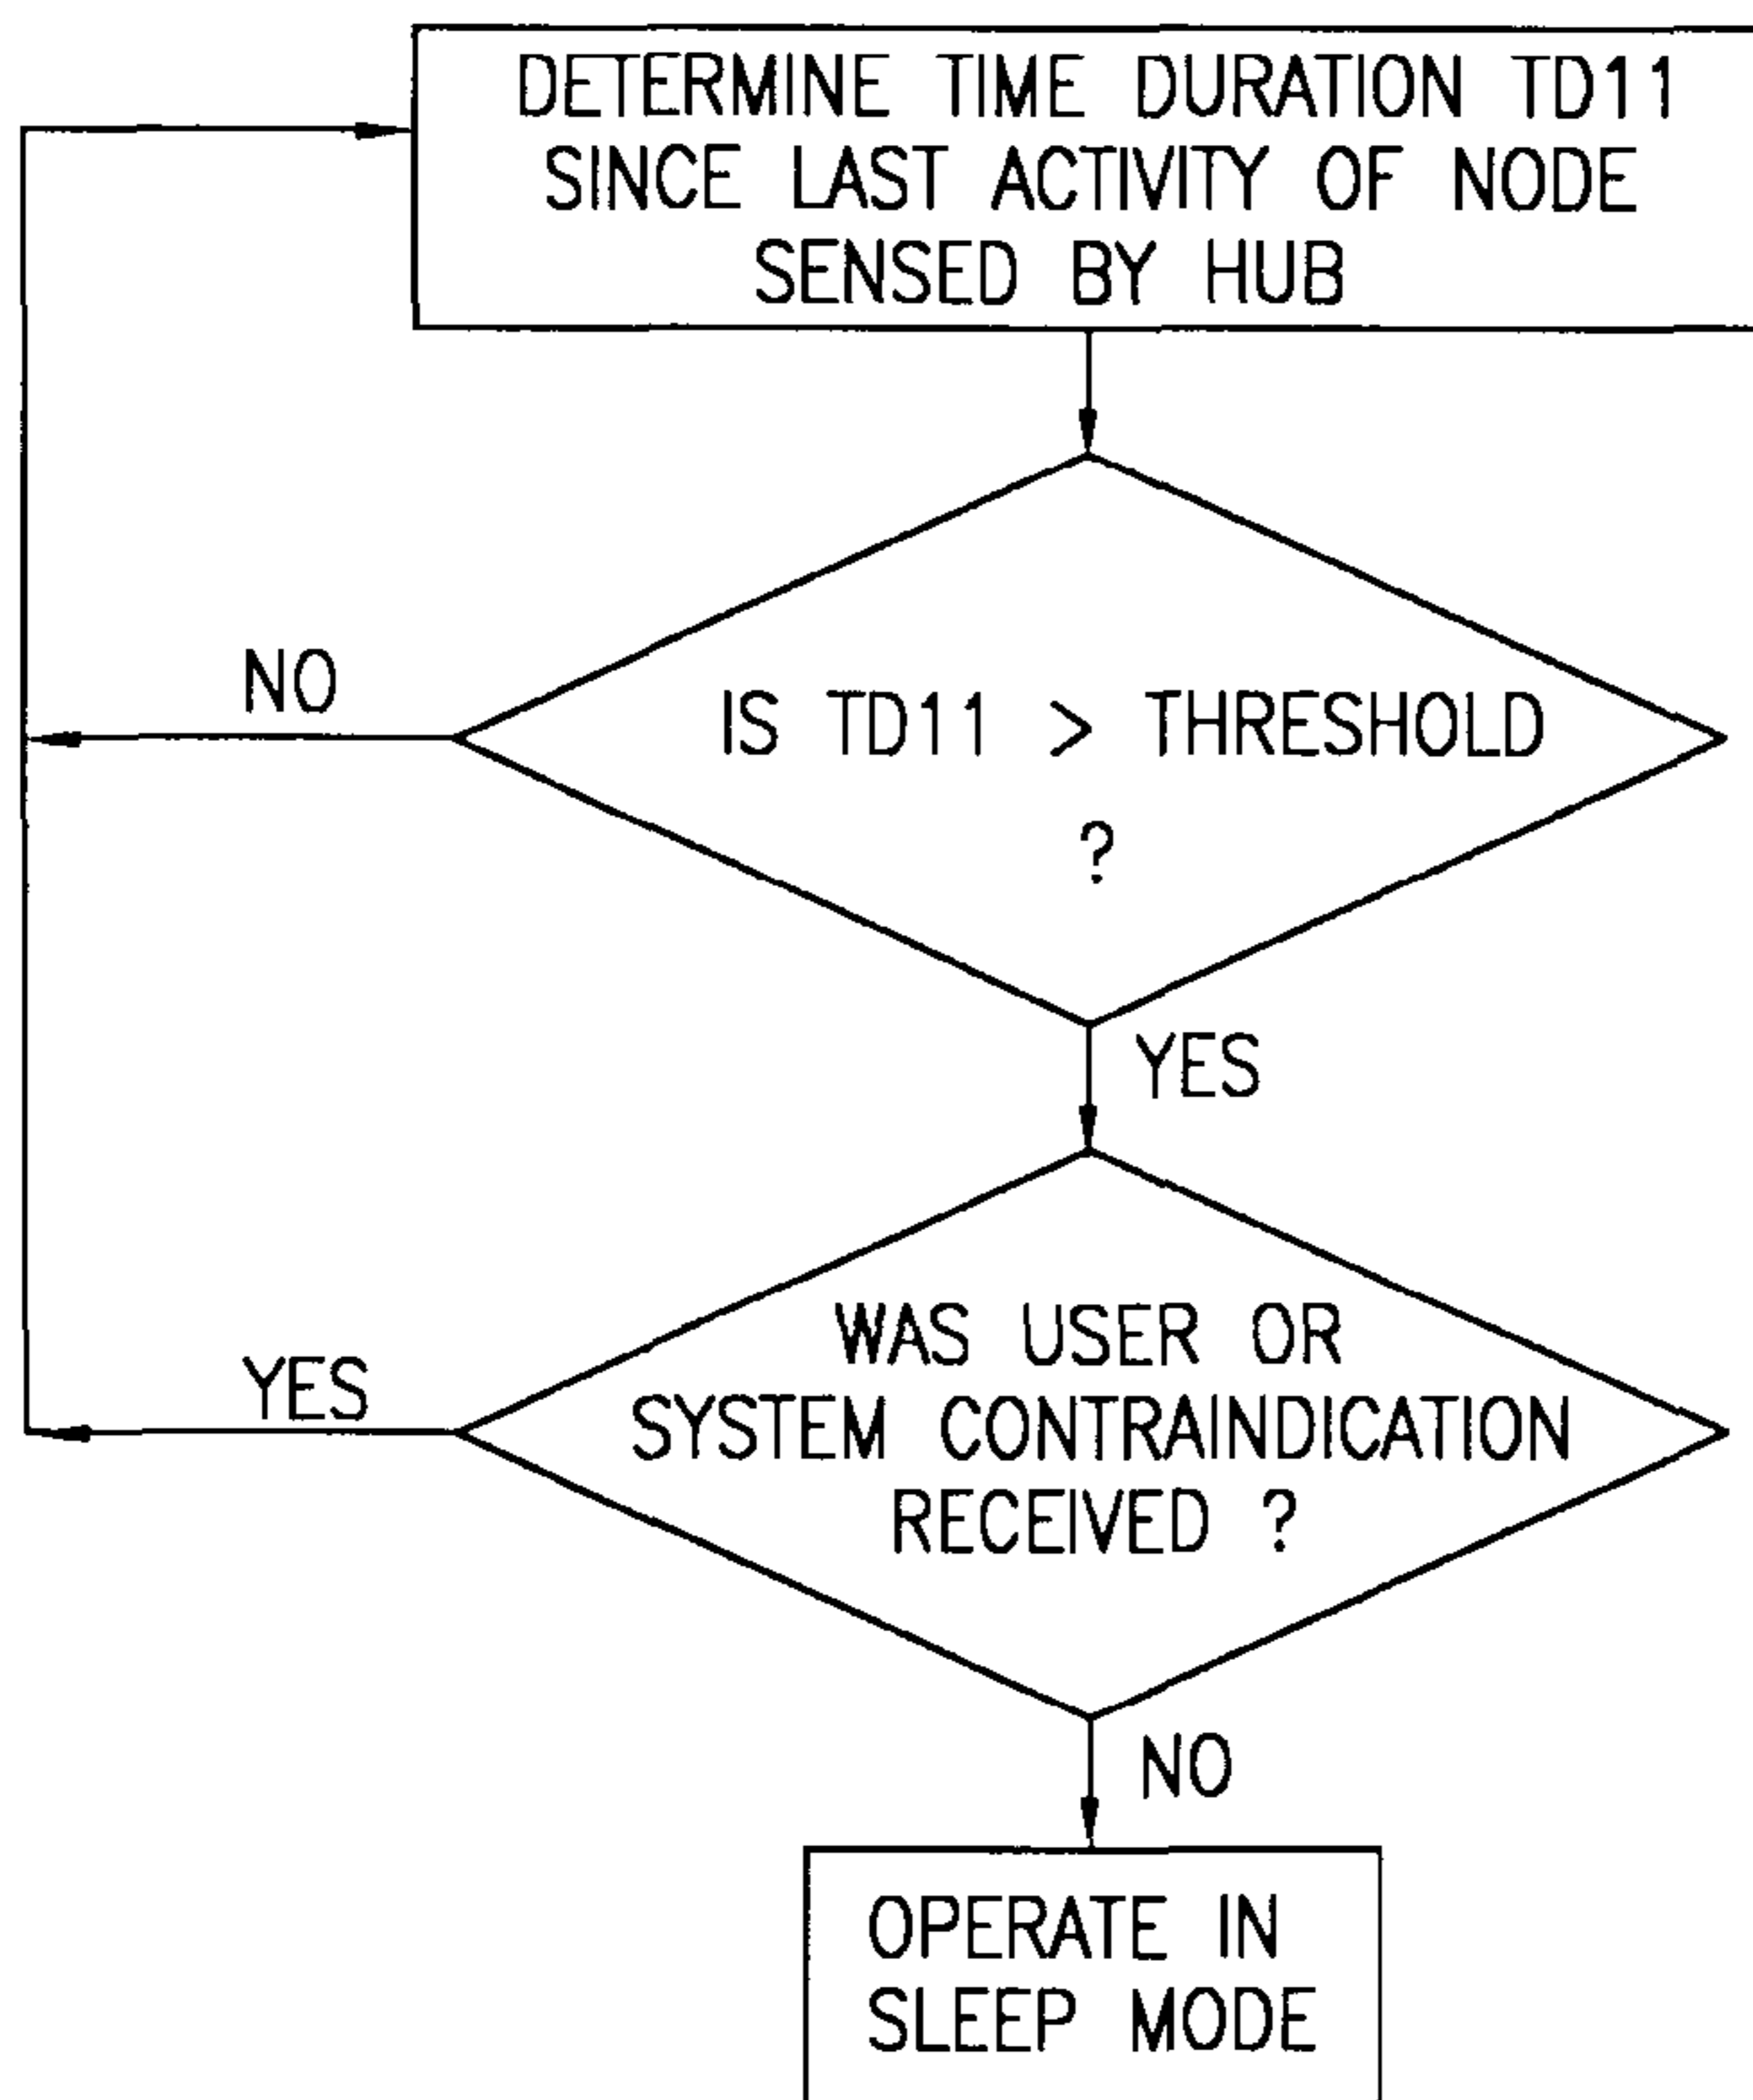 DETERMINE TIME DURATION TD11
SINCE LAST ACTIVITY OF NODE
SENSED BY HUB
NO
IS TD11 > THRESHOLD
?
YES
WAS USER OR
YES
SYSTEM CONTRAINDICATION
RECEIVED ?
NO
OPERATE IN
SLEEP MODE